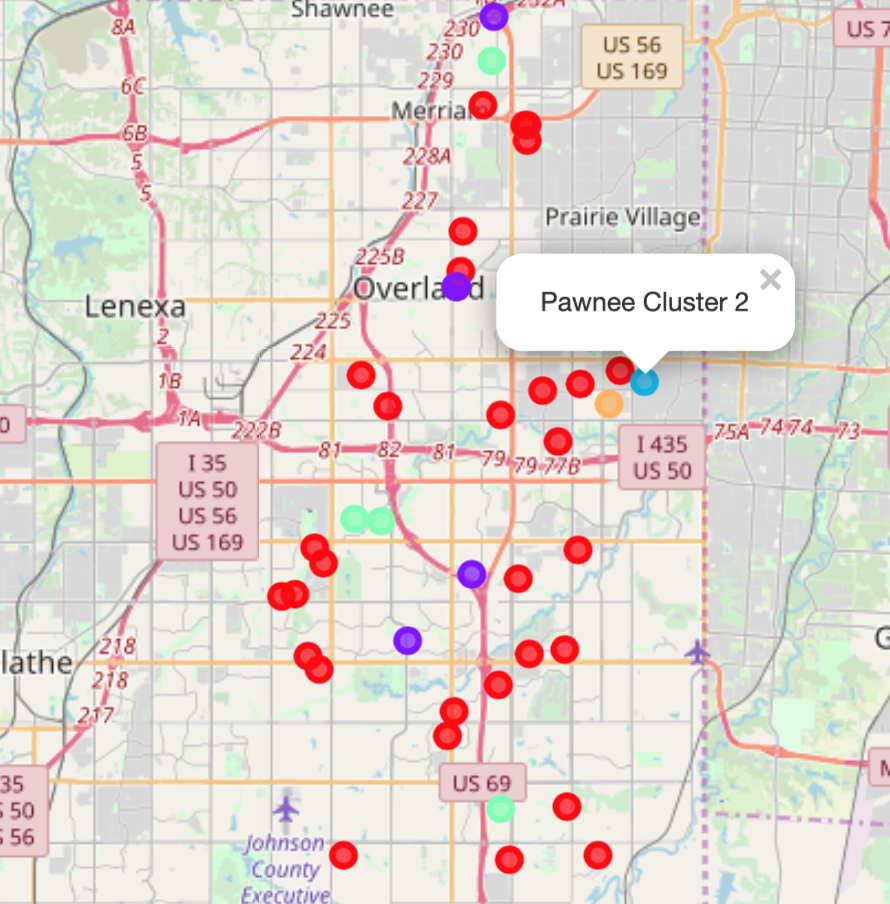 Shawnee
232A
8A
230
230
US 56
US 169
US 7
229
6C
Merriam
6B
228A
5
5
227
Prairie Village
225B
Pawnee Cluster 2
×
Overland
Lenexa
225
2
224
1B
0
1A
222B
81
82
81
79
79
77B
I 435
US 50
75A
74
74
73
I 35
US 50
US 56
US 169
218
lathe
218
217
G
35
S 50
S 56
US 69
M
Johnson
County
Executive